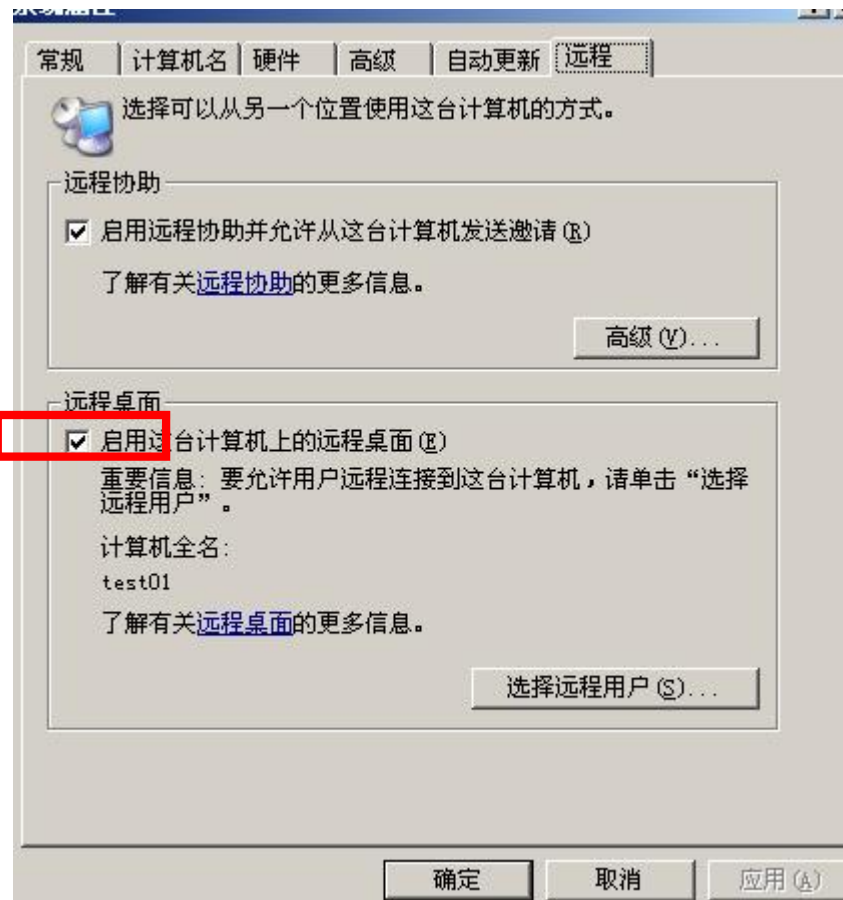 系统属性
常规 计算机名 硬件 高级 自动更新 远程
选择可以从另一个位置使用这台计算机的方式。
远程协助
启用远程协助并允许从这台计算机发送邀请(R)
了解有关远程协助的更多信息。
高级(V)...
远程桌面
启用这台计算机上的远程桌面(E)
重要信息: 要允许用户远程连接到这台计算机，请单击“选择
远程用户”。
计算机全名:
test01
了解有关远程桌面的更多信息。
选择远程用户(S)...
确定 取消 应用(A)